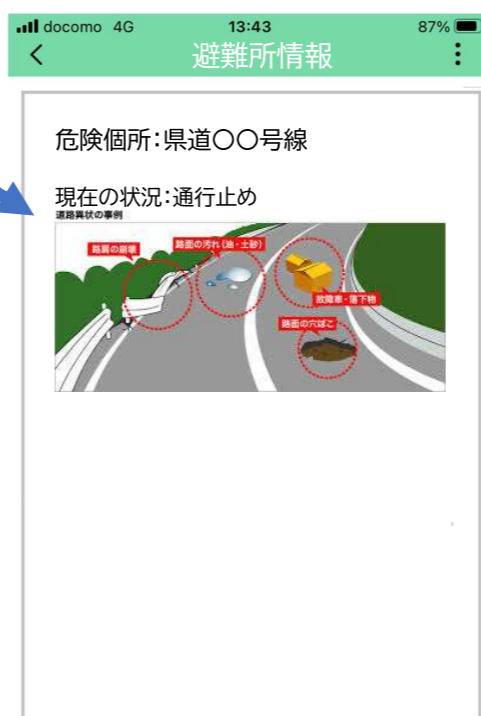 docomo 4G 13:43 87%
避難所情報
危険個所：県道〇〇号線
現在の状況：通行止め
道路異状の事例
路肩の崩壊
路面の汚れ（油・土砂）
故障車・落下物
路面の穴ぼこ